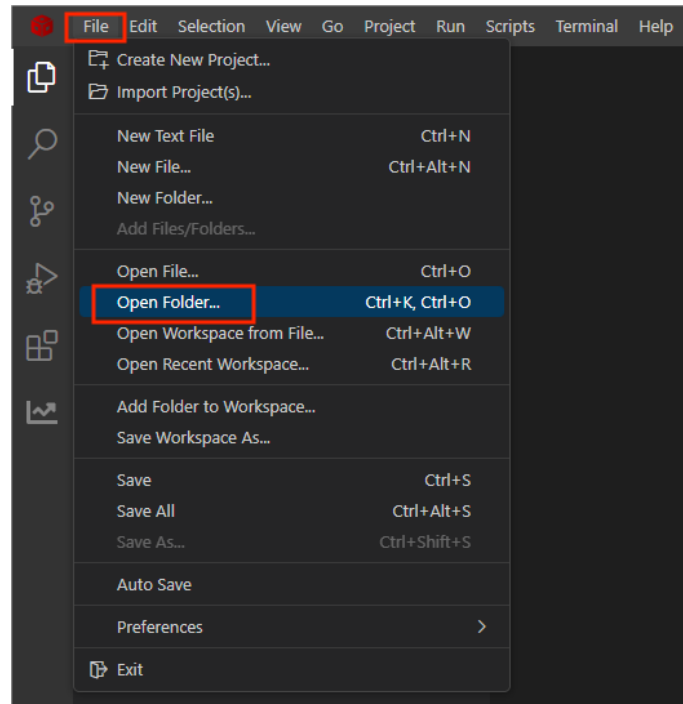 File Edit Selection View Go Project Run Scripts Terminal Help
Create New Project...
Import Project(s)...
New Text File Ctrl+N
New File... Ctrl+Alt+N
New Folder...
Add Files/Folders...
Open File... Ctrl+O
Open Folder... Ctrl+K, Ctrl+O
Open Workspace from File... Ctrl+Alt+W
Open Recent Workspace... Ctrl+Alt+R
Add Folder to Workspace...
Save Workspace As...
Save Ctrl+S
Save All Ctrl+Alt+S
Save As... Ctrl+Shift+S
Auto Save
Preferences
Exit